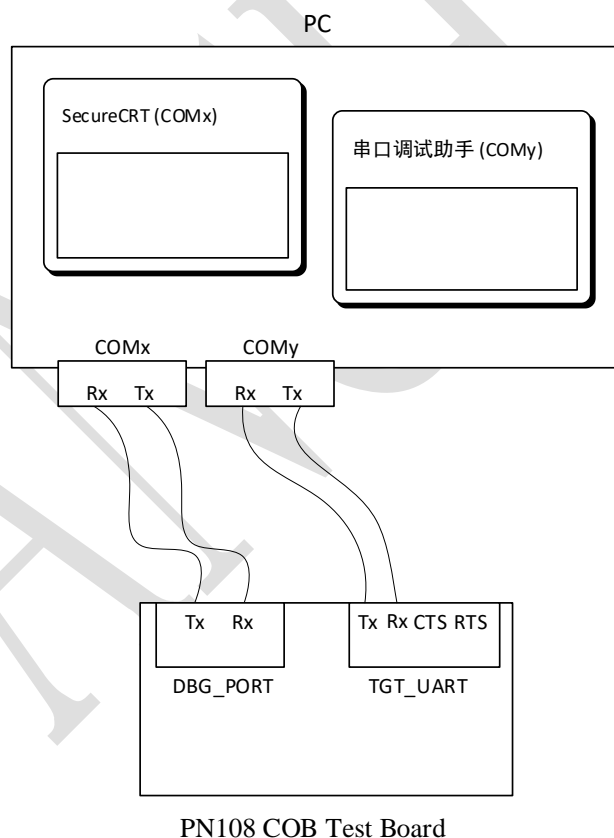 PC
SecureCRT (COMx)
串口调试助手 (COMy)
COMx
COMy
Rx Tx
Rx Tx
Tx Rx
Tx Rx CTS RTS
DBG_PORT
TGT_UART
PN108 COB Test Board